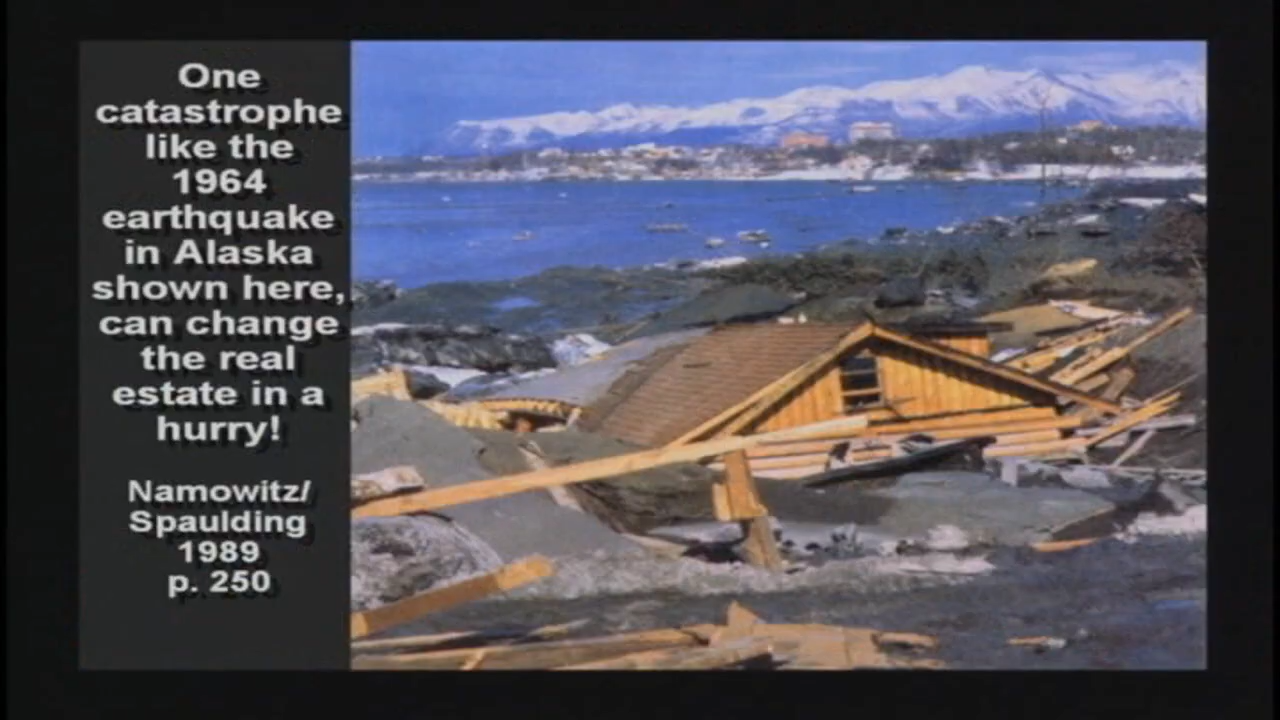 One
catastrophe
like the
1964
earthquake
in Alaska
shown here,
can change
the real
estate in a
hurry!
Namowitz/
Spaulding
1989
p. 250